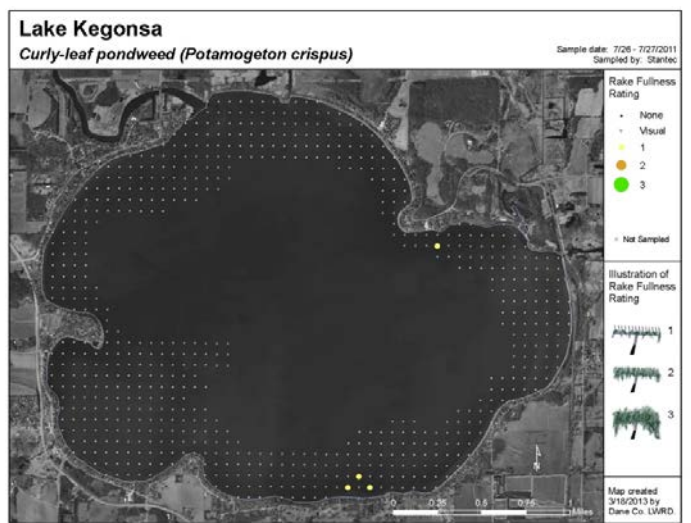 Lake Kegonsa
Curly-leaf pondweed (Potamogeton crispus)
Sample date: 7/26 - 7/27/2011
Sampled by: Stantec
Rake Fullness
Rating
None
Visual
1
2
3
Not Sampled
Illustration of
Rake Fullness
Rating
1
2
3
N
0 0.25 0.5 0.75 1
Miles
Map created
3/18/2013 by
Dane Co. LWRD.